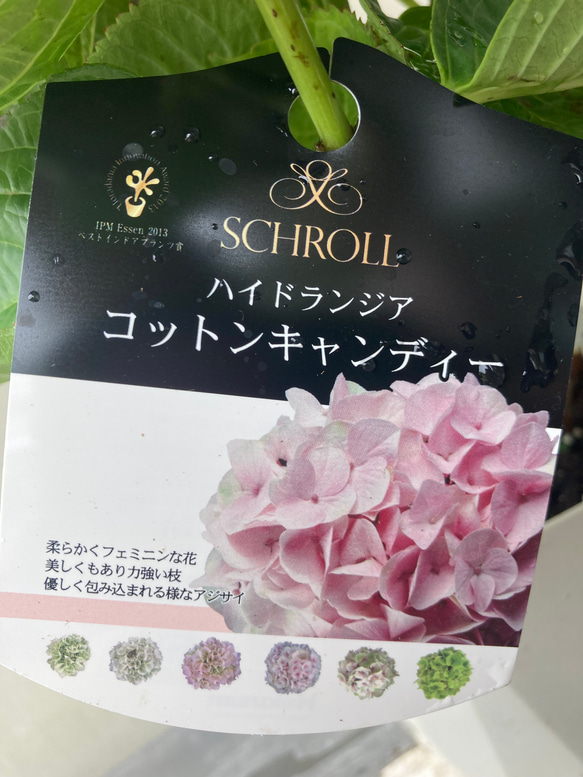 IPM Essen 2013
ベストインドアプランツ賞
SCHROLL
ハイドランジア
コットンキャンディー
柔らかくフェミニンな花
美しくもあり力強い枝
優しく包み込まれる様なアジサイ